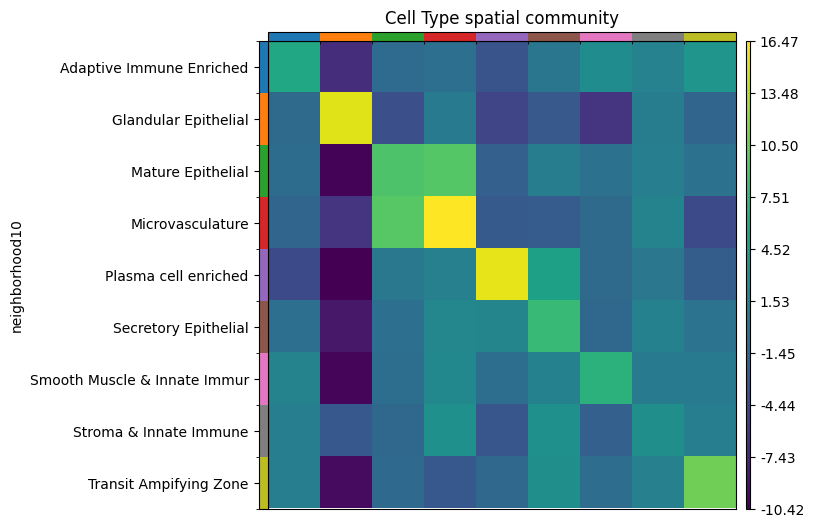 Cell Type spatial community
Adaptive Immune Enriched
Glandular Epithelial
Mature Epithelial
Microvasculature
Plasma cell enriched
Secretory Epithelial
Smooth Muscle & Innate Immur
Stroma & Innate Immune
Transit Ampifying Zone
neighborhood10
16.47
13.48
10.50
7.51
4.52
1.53
-1.45
-4.44
-7.43
-10.42